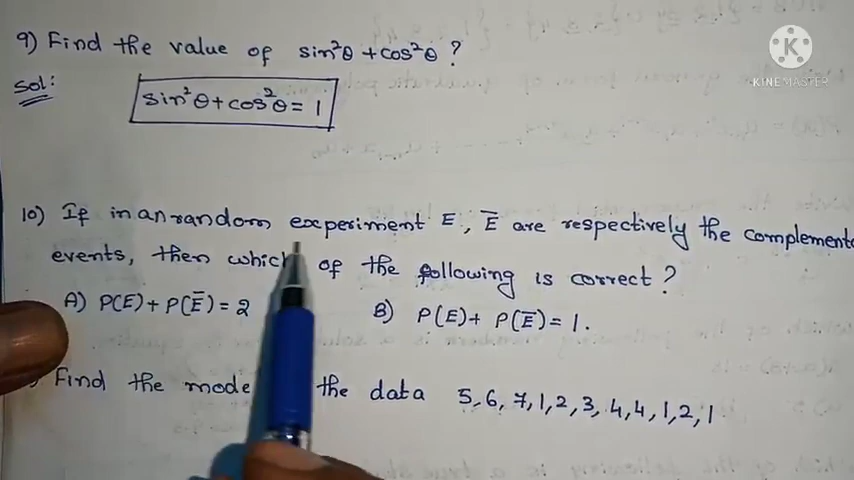 9) Find the value of sin²θ + cos²θ ?
Sol:
sin²θ + cos²θ = 1
10) If in an random experiment E, E̅ are respectively the complement
events, then which of the following is correct?
A) P(E) + P(E̅) = 2
B) P(E) + P(E̅) = 1.
Find the mode the data 5, 6, 7, 1, 2, 3, 4, 4, 1, 2, 1
K
KINEMASTER